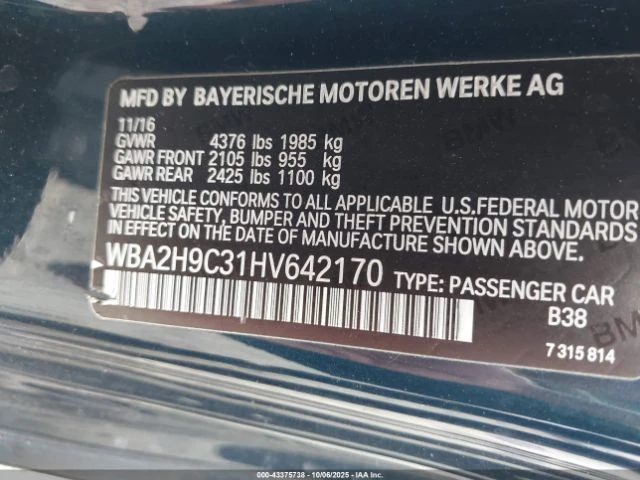 MFD BY BAYERISCHE MOTOREN WERKE AG
11/16
GVWR 4376 lbs 1985 kg
GAWR FRONT 2105 lbs 955 kg
GAWR REAR 2425 lbs 1100 kg
THIS VEHICLE CONFORMS TO ALL APPLICABLE U.S.FEDERAL MOTOR
VEHICLE SAFETY, BUMPER AND THEFT PREVENTION STANDARDS
IN EFFECT ON THE DATE OF MANUFACTURE SHOWN ABOVE.
WBA2H9C31HV642170 TYPE: PASSENGER CAR
B38
7 315 814
00-43375738 - 10/06/2025 - IAAI, INC.